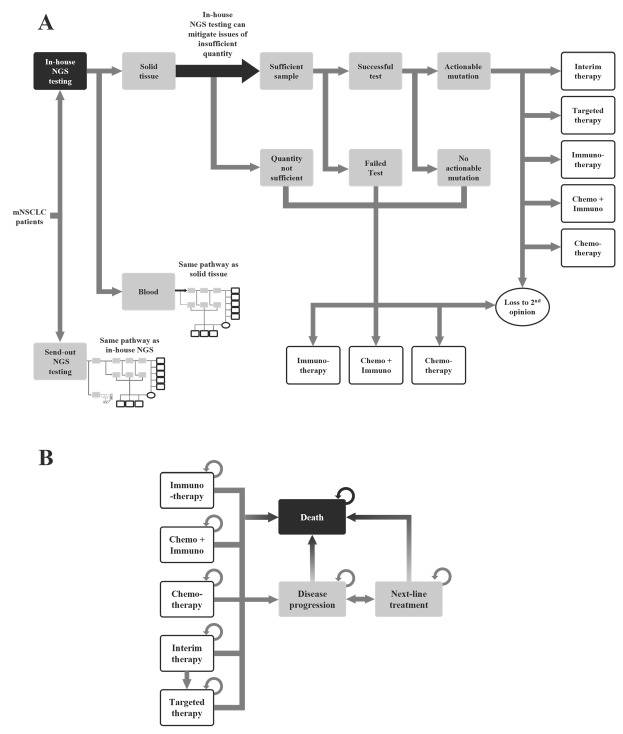 A
In-house
NGS testing can
mitigate issues of
insufficient
quantity
In-house
NGS
testing
Solid
tissue
Sufficient
sample
Successful
test
Actionable
mutation
Interim
therapy
Targeted
therapy
Quantity
not
sufficient
Failed
Test
No
actionable
mutation
Immuno-
therapy
mNSCLC
patients
Chemo +
Immuno
Chemo-
therapy
Same pathway as
solid tissue
Blood
Loss to 2nd
opinion
Send-out
NGS
testing
Same pathway as
in-house NGS
Immuno-
therapy
Chemo +
Immuno
Chemo-
therapy
B
Immuno
-therapy
Death
Chemo +
Immuno
Chemo-
therapy
Disease
progression
Next-line
treatment
Interim
therapy
Targeted
therapy